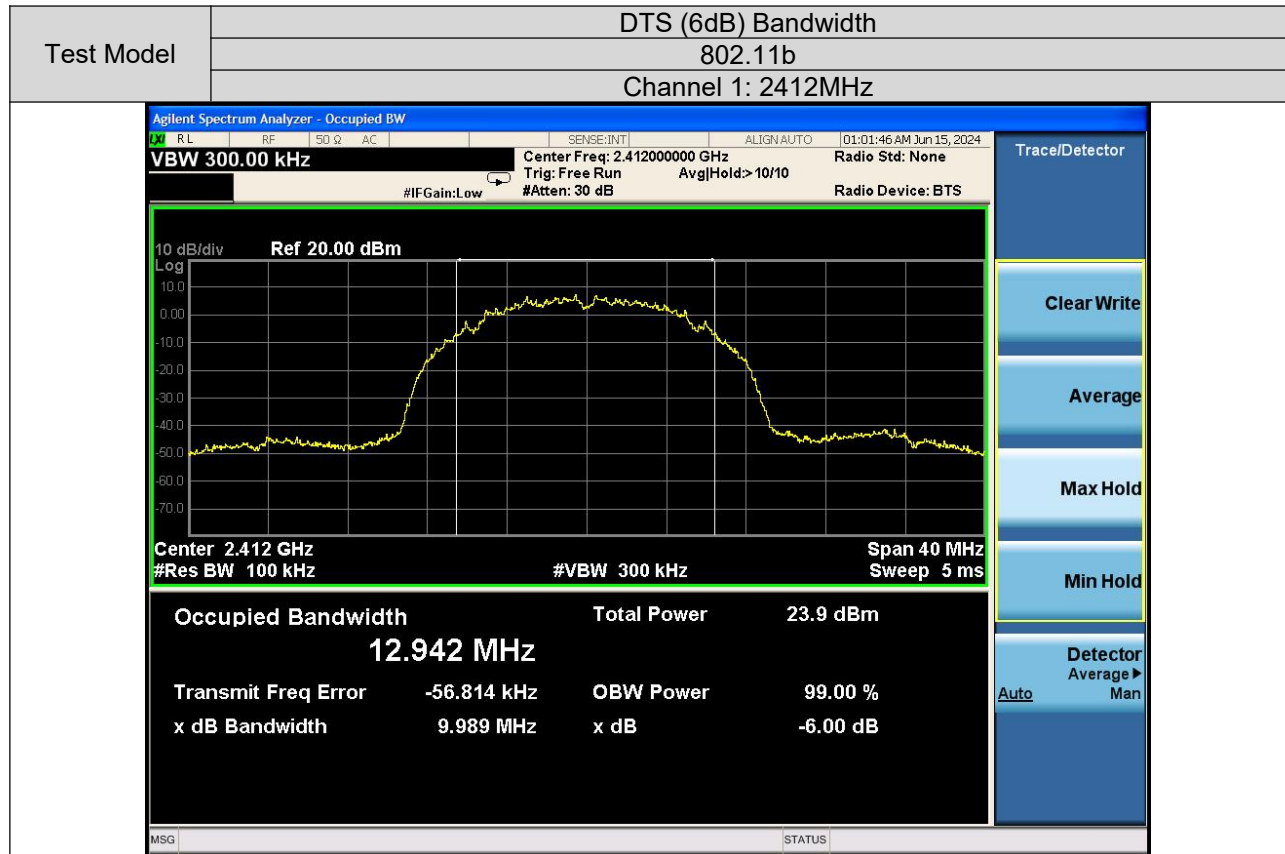 Test Model
DTS (6dB) Bandwidth
802.11b
Channel 1: 2412MHz
Agilent Spectrum Analyzer - Occupied BW
LXI RL RF 50 Ω AC SENSE:INT ALIGN AUTO 01:01:46 AM Jun 15, 2024
VBW 300.00 kHz Center Freq: 2.412000000 GHz Radio Std: None
Trig: Free Run Avg|Hold:> 10/10
#IFGain:Low #Atten: 30 dB Radio Device: BTS
Trace/Detector
10 dB/div Ref 20.00 dBm
Log
10.0
0.00
-10.0
-20.0
-30.0
-40.0
-50.0
-60.0
-70.0
Center 2.412 GHz Span 40 MHz
#Res BW 100 kHz #VBW 300 kHz Sweep 5 ms
Occupied Bandwidth Total Power 23.9 dBm
12.942 MHz
Transmit Freq Error -56.814 kHz OBW Power 99.00 %
x dB Bandwidth 9.989 MHz x dB -6.00 dB
Clear Write
Average
Max Hold
Min Hold
Detector
Average▶
Auto Man
MSG STATUS